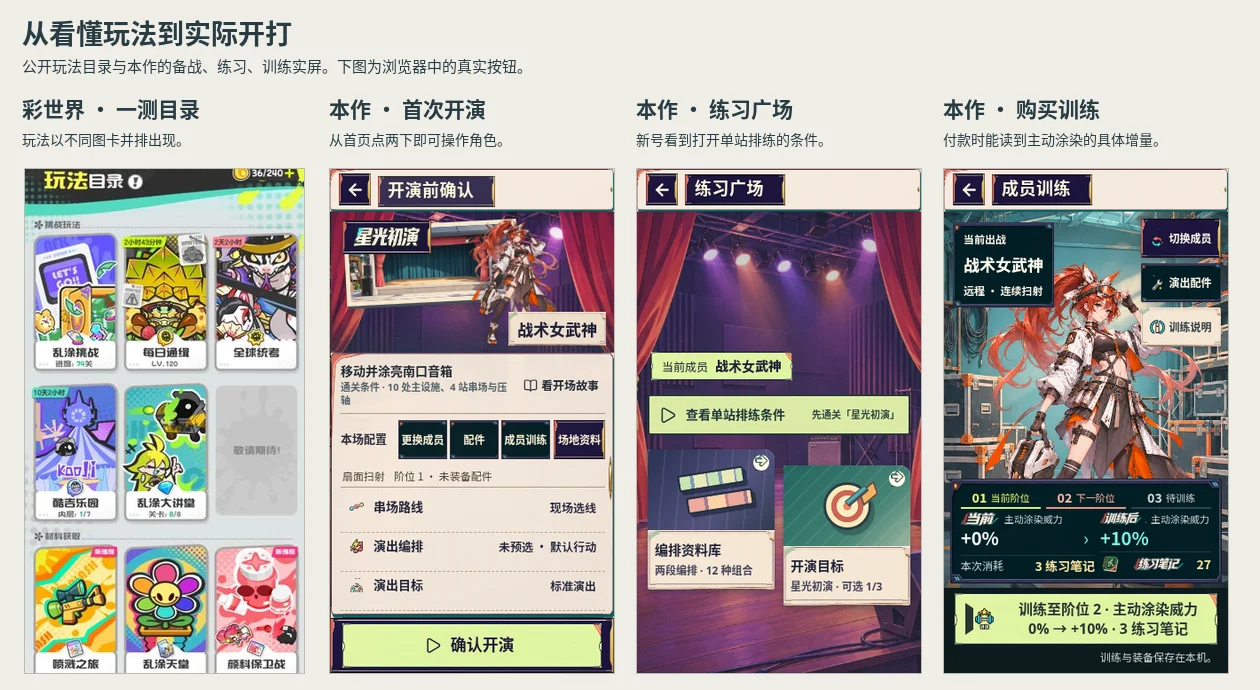 从看懂玩法到实际开打
公开玩法目录与本作的备战、练习、训练实屏。下图为浏览器中的真实按钮。
彩世界 · 一测目录
玩法以不同图卡并排出现。
36/240+
玩法目录!
挑战玩法
2小时43分钟
2天2小时
LET'S GO!!
乱涂挑战
进度: 79关
每日通缉
LV.120
全球统考
10天2小时
酷吉乐园
内层: 1/7
乱涂大讲堂
关卡: 8/8
敬请期待!
材料获取
喷溅之旅
乱涂天堂
颜料保卫战
本作 · 首次开演
从首页点两下即可操作角色。
开演前确认
星光初演
战术女武神
移动并涂亮南口音箱
通关条件 · 10 处主设施、4 站串场与压
轴
看开场故事
本场配置
更换成员
配件
成员训练
场地资料
扇面扫射 阶位 1 · 未装备配件
串场路线 现场选线
演出编排 未预选 · 默认行动
演出目标 标准演出
确认开演
本作 · 练习广场
新号看到打开单站排练的条件。
练习广场
当前成员 战术女武神
查看单站排练条件 先通关「星光初演」
编排资料库
两段编排 · 12 种组合
开演目标
星光初演 · 可选 1/3
本作 · 购买训练
付款时能读到主动涂染的具体增量。
成员训练
当前出战
战术女武神
远程 · 连续扫射
切换成员
演出配件
训练说明
01 当前阶位 02 下一阶位 03 待训练
当前 主动涂染威力 训练后 主动涂染威力
+0% › +10%
本次消耗 3 练习笔记 练习笔记 27
训练至阶位 2 · 主动涂染威力
0% → +10% · 3 练习笔记
训练与装备保存在本机。